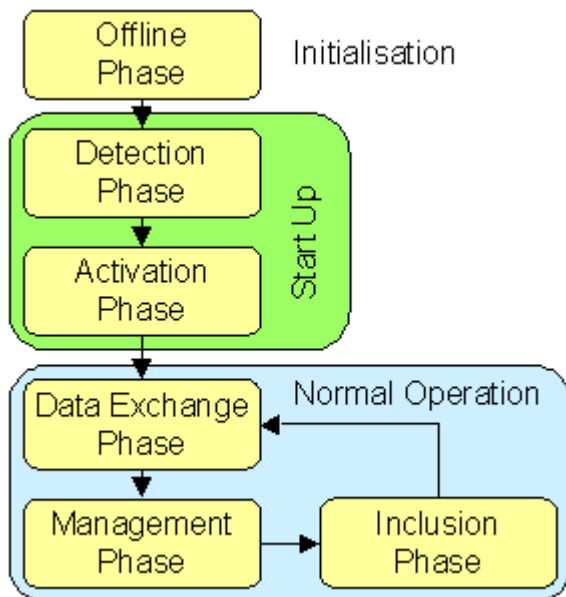 Offline
Phase
Initialisation
Detection
Phase
Start Up
Activation
Phase
Normal Operation
Data Exchange
Phase
Management
Phase
Inclusion
Phase